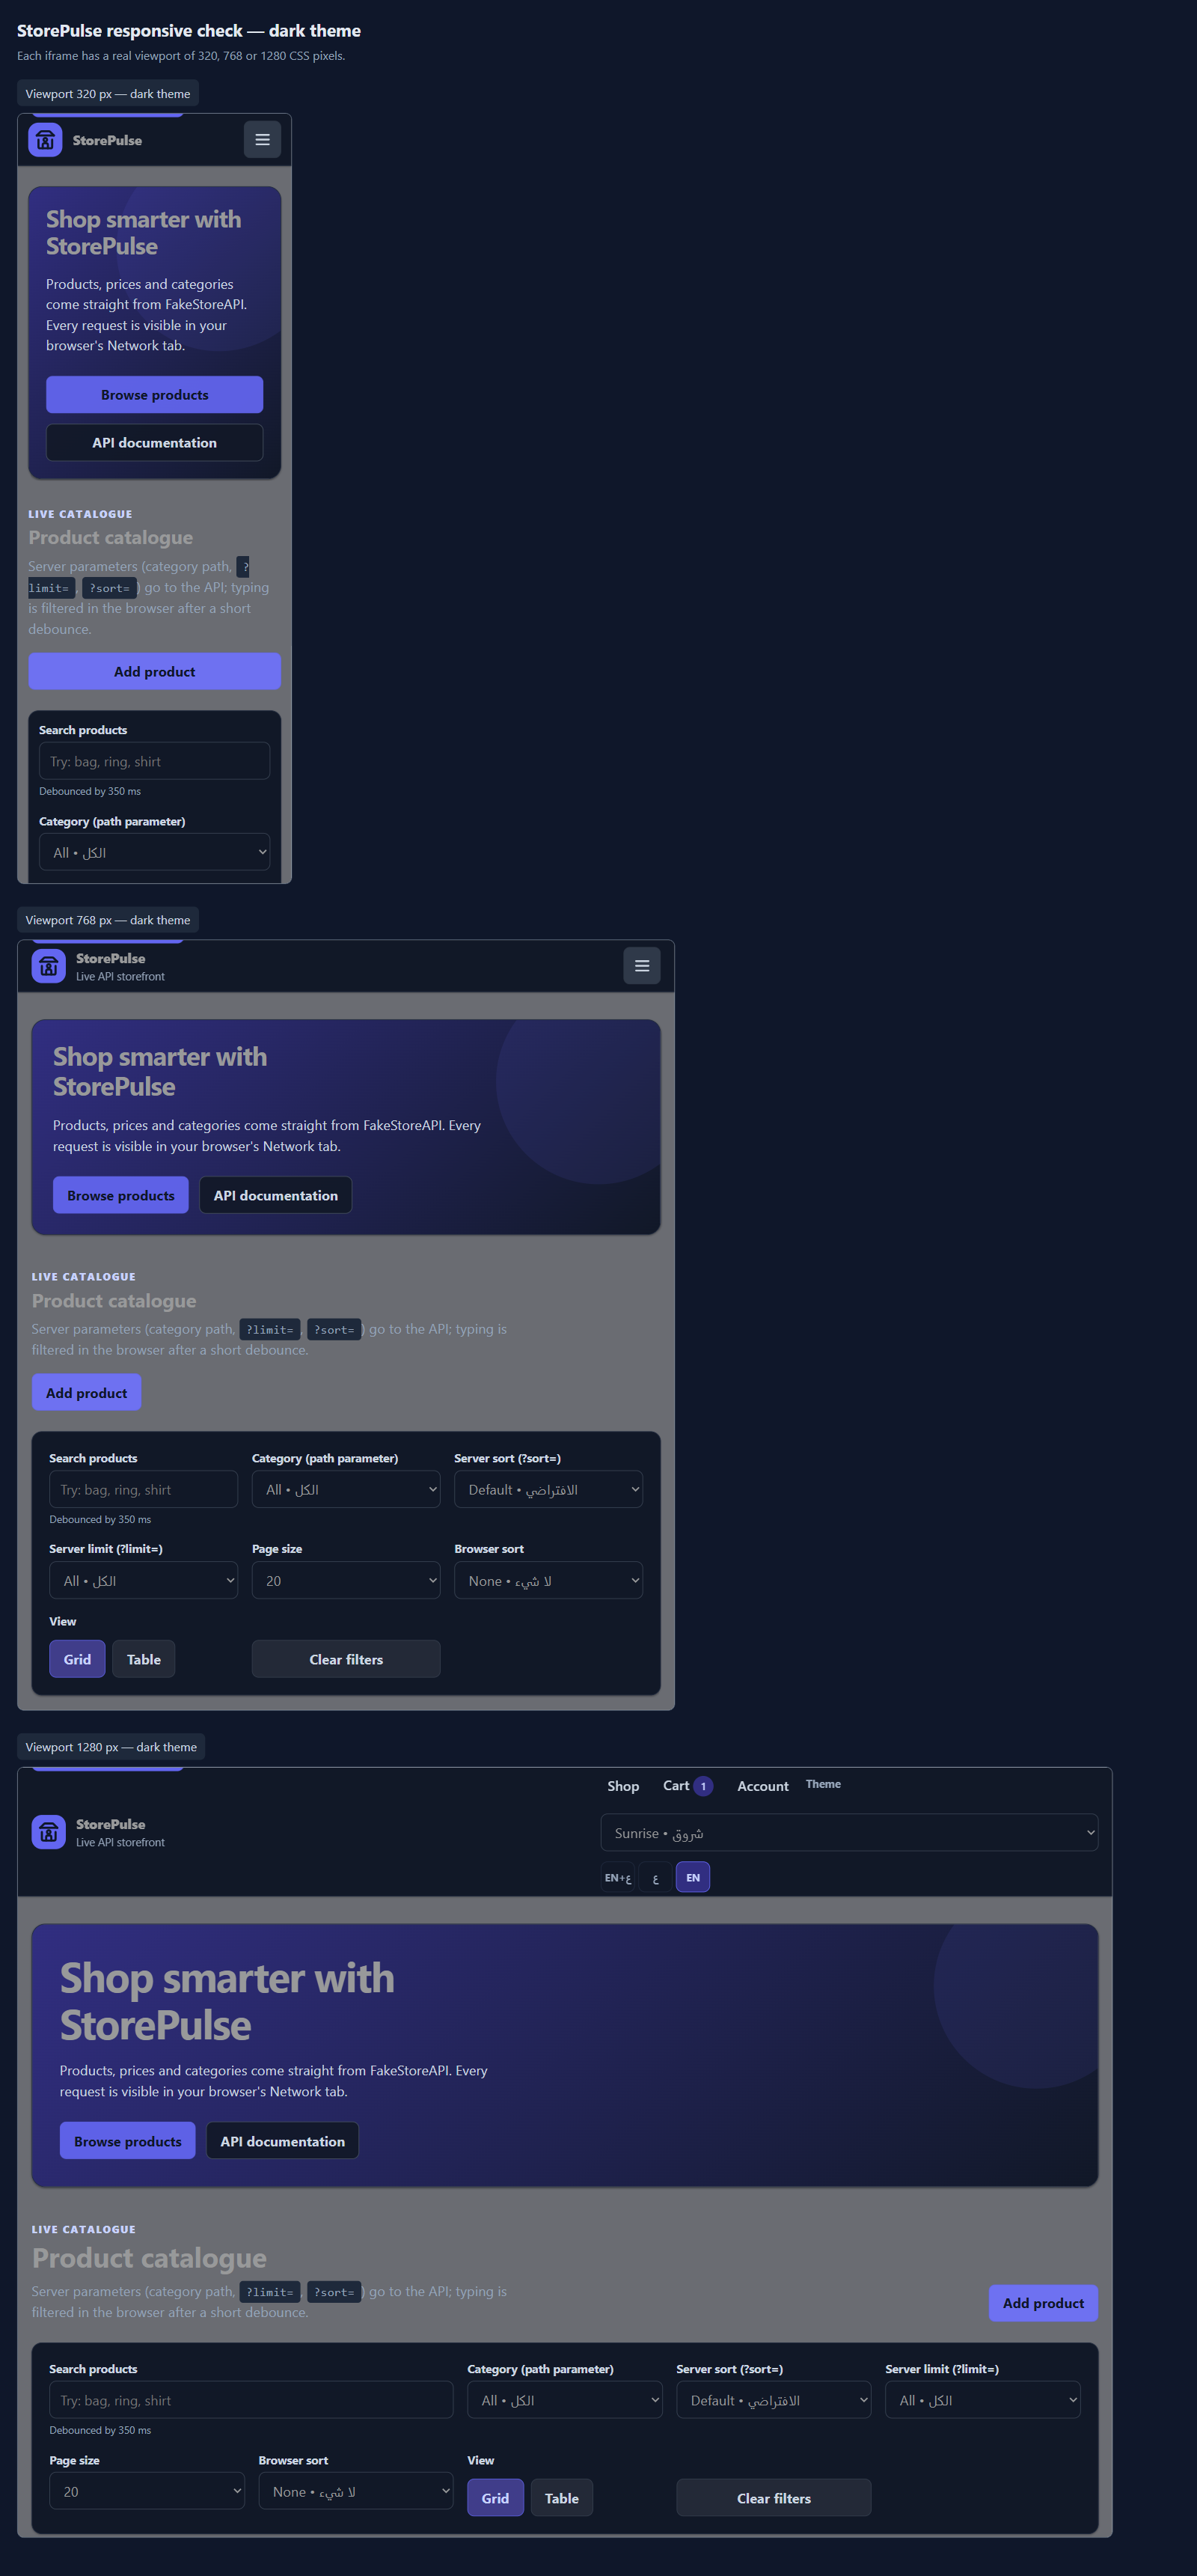 StorePulse responsive check — dark theme
Each iframe has a real viewport of 320, 768 or 1280 CSS pixels.
Viewport 320 px — dark theme
StorePulse
Shop smarter with
StorePulse
Products, prices and categories
come straight from FakeStoreAPI.
Every request is visible in your
browser's Network tab.
Browse products
API documentation
LIVE CATALOGUE
Product catalogue
Server parameters (category path, ?
limit= , ?sort= ) go to the API; typing
is filtered in the browser after a short
debounce.
Add product
Search products
Try: bag, ring, shirt
Debounced by 350 ms
Category (path parameter)
All • الكل
Viewport 768 px — dark theme
StorePulse
Live API storefront
Shop smarter with
StorePulse
Products, prices and categories come straight from FakeStoreAPI. Every
request is visible in your browser's Network tab.
Browse products API documentation
LIVE CATALOGUE
Product catalogue
Server parameters (category path, ?limit= , ?sort= ) go to the API; typing is
filtered in the browser after a short debounce.
Add product
Search products Category (path parameter) Server sort (?sort=)
Try: bag, ring, shirt All • الكل Default • الافتراضي
Debounced by 350 ms
Server limit (?limit=) Page size Browser sort
All • الكل 20 None • لا شيء
View
Grid Table Clear filters
Viewport 1280 px — dark theme
Shop Cart 1 Account Theme
StorePulse
Live API storefront
Sunrise • شروق
EN+ع ع EN
Shop smarter with
StorePulse
Products, prices and categories come straight from FakeStoreAPI. Every
request is visible in your browser's Network tab.
Browse products API documentation
LIVE CATALOGUE
Product catalogue
Server parameters (category path, ?limit= , ?sort= ) go to the API; typing is
filtered in the browser after a short debounce.
Add product
Search products Category (path parameter) Server sort (?sort=) Server limit (?limit=)
Try: bag, ring, shirt All • الكل Default • الافتراضي All • الكل
Debounced by 350 ms
Page size Browser sort View
20 None • لا شيء Grid Table Clear filters